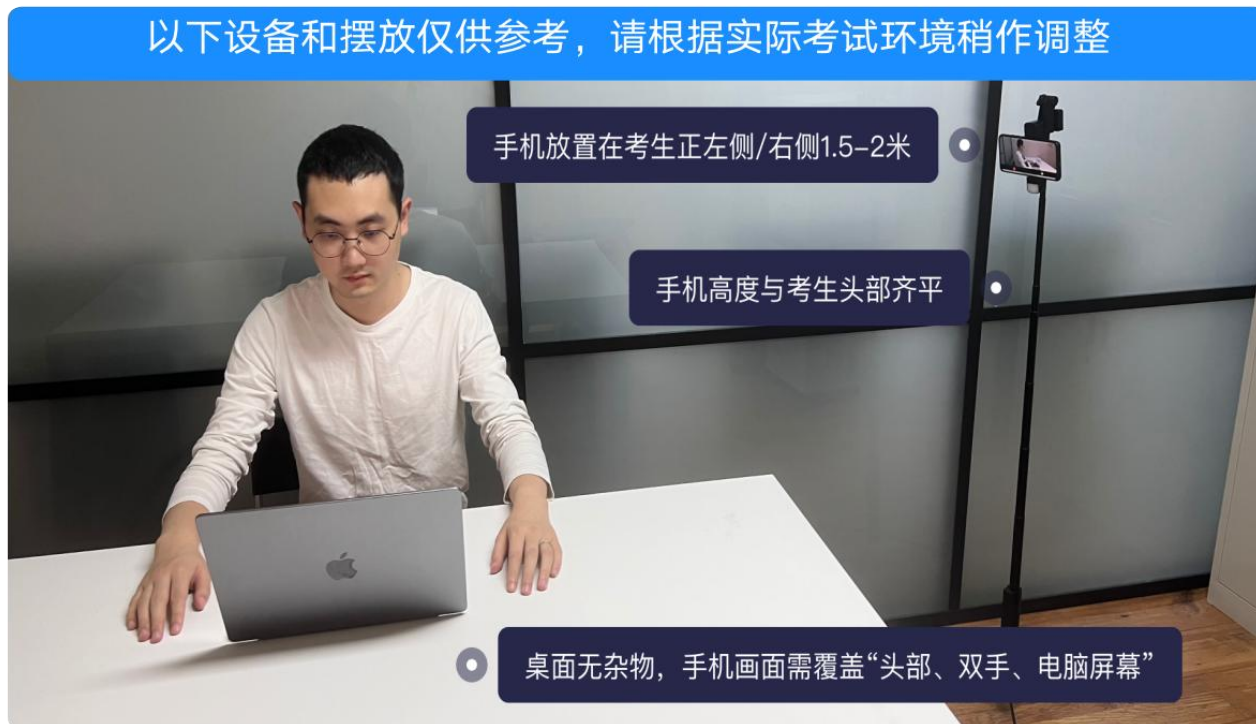 以下设备和摆放仅供参考，请根据实际考试环境稍作调整
手机放置在考生正左侧/右侧1.5-2米
手机高度与考生头部齐平
桌面无杂物，手机画面需覆盖“头部、双手、电脑屏幕”